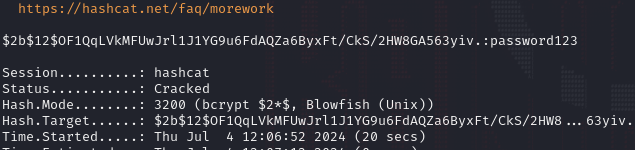 https://hashcat.net/faq/morework
$2b$12$OF1QqLVkMFUwJrl1J1YG9u6FdAQZa6ByxFt/CkS/2HW8GA563yiv.:password123
Session..........: hashcat
Status...........: Cracked
Hash.Mode........: 3200 (bcrypt $2*$, Blowfish (Unix))
Hash.Target......: $2b$12$OF1QqLVkMFUwJrl1J1YG9u6FdAQZa6ByxFt/CkS/2HW8...63yiv.
Time.Started.....: Thu Jul  4 12:06:52 2024 (20 secs)